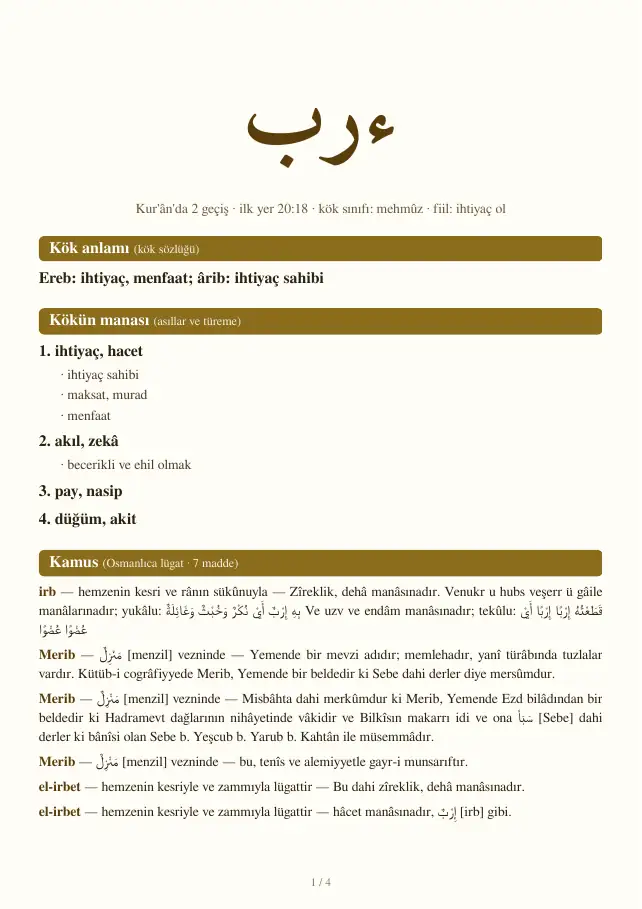 ءرب
Kur'ân'da 2 geçiş · ilk yer 20:18 · kök sınıfı: mehmûz · fiil: ihtiyaç ol
Kök anlamı (kök sözlüğü)
Ereb: ihtiyaç, menfaat; ârib: ihtiyaç sahibi
Kökün manası (asıllar ve türeme)
1. ihtiyaç, hacet
· ihtiyaç sahibi
· maksat, murad
· menfaat
2. akıl, zekâ
· becerikli ve ehil olmak
3. pay, nasip
4. düğüm, akit
Kamus (Osmanlıca lügat · 7 madde)
irb — hemzenin kesri ve rânın sükûnuyla — Zîreklik, dehâ manâsınadır. Venukr u hubs veşerr ü gâile
manâlarınadır; yukâlu: بِهِ إِرْبٌ أَيْ نُكْرٌ وَخُبْثٌ وَغَائِلَةٌ Ve uzv ve endâm manâsınadır; tekûlu: قَطَعْتُهُ إِرْبًا إِرْبًا أَيْ
عُضْوًا عُضْوًا
Merib — مَنْزِلٌ [menzil] vezninde — Yemende bir mevzi adıdır; memlehadır, yanî türâbında tuzlalar
vardır. Kütüb-i cogrâfiyyede Merib, Yemende bir beldedir ki Sebe dahi derler diye mersûmdur.
Merib — مَنْزِلٌ [menzil] vezninde — Misbâhta dahi merkûmdur ki Merib, Yemende Ezd bilâdından bir
beldedir ki Hadramevt dağlarının nihâyetinde vâkidir ve Bilkîsın makarrı idi ve ona سَبَأ [Sebe] dahi
derler ki bânîsi olan Sebe b. Yeşcub b. Yarub b. Kahtân ile müsemmâdır.
Merib — مَنْزِلٌ [menzil] vezninde — bu, tenîs ve alemiyyetle gayr-i munsariftır.
el-irbet — hemzenin kesriyle ve zammıyla lügattir — Bu dahi zîreklik, dehâ manâsınadır.
el-irbet — hemzenin kesriyle ve zammıyla lügattir — hâcet manâsınadır, إِرْبٌ [irb] gibi.
1 / 4